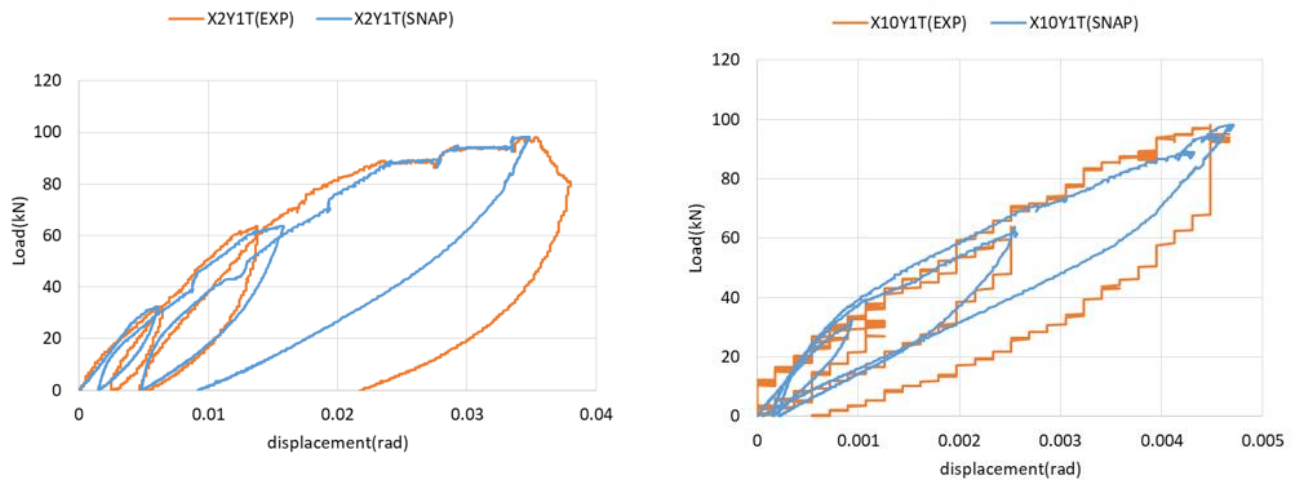 X2Y1T(EXP) X2Y1T(SNAP)
120
100
80
60
40
20
0
Load(kN)
0 0.01 0.02 0.03 0.04
displacement(rad)
X10Y1T(EXP) X10Y1T(SNAP)
120
100
80
60
40
20
0
Load(kN)
0 0.001 0.002 0.003 0.004 0.005
displacement(rad)